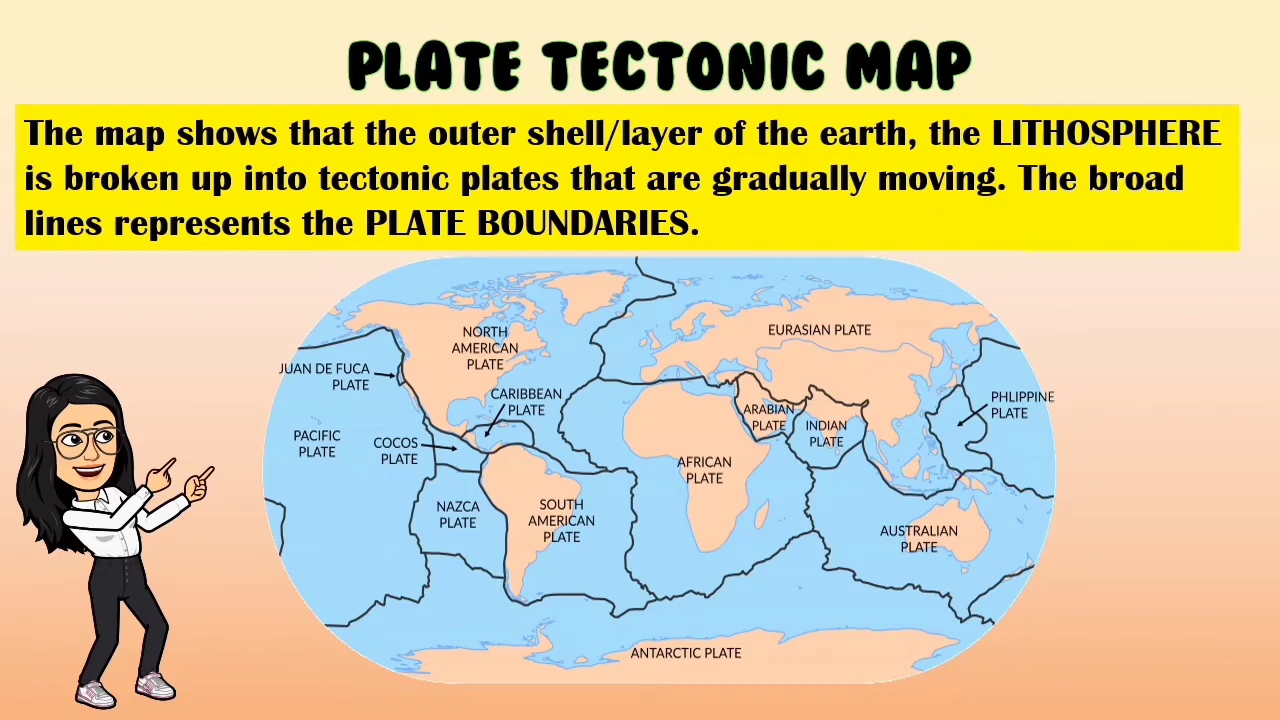 PLATE TECTONIC MAP
The map shows that the outer shell/layer of the earth, the LITHOSPHERE
is broken up into tectonic plates that are gradually moving. The broad
lines represents the PLATE BOUNDARIES.
NORTH
AMERICAN
PLATE
EURASIAN PLATE
JUAN DE FUCA
PLATE
CARIBBEAN
PLATE
ARABIAN
PLATE
INDIAN
PLATE
PHLIPPINE
PLATE
PACIFIC
PLATE
COCOS
PLATE
AFRICAN
PLATE
NAZCA
PLATE
SOUTH
AMERICAN
PLATE
AUSTRALIAN
PLATE
ANTARCTIC PLATE